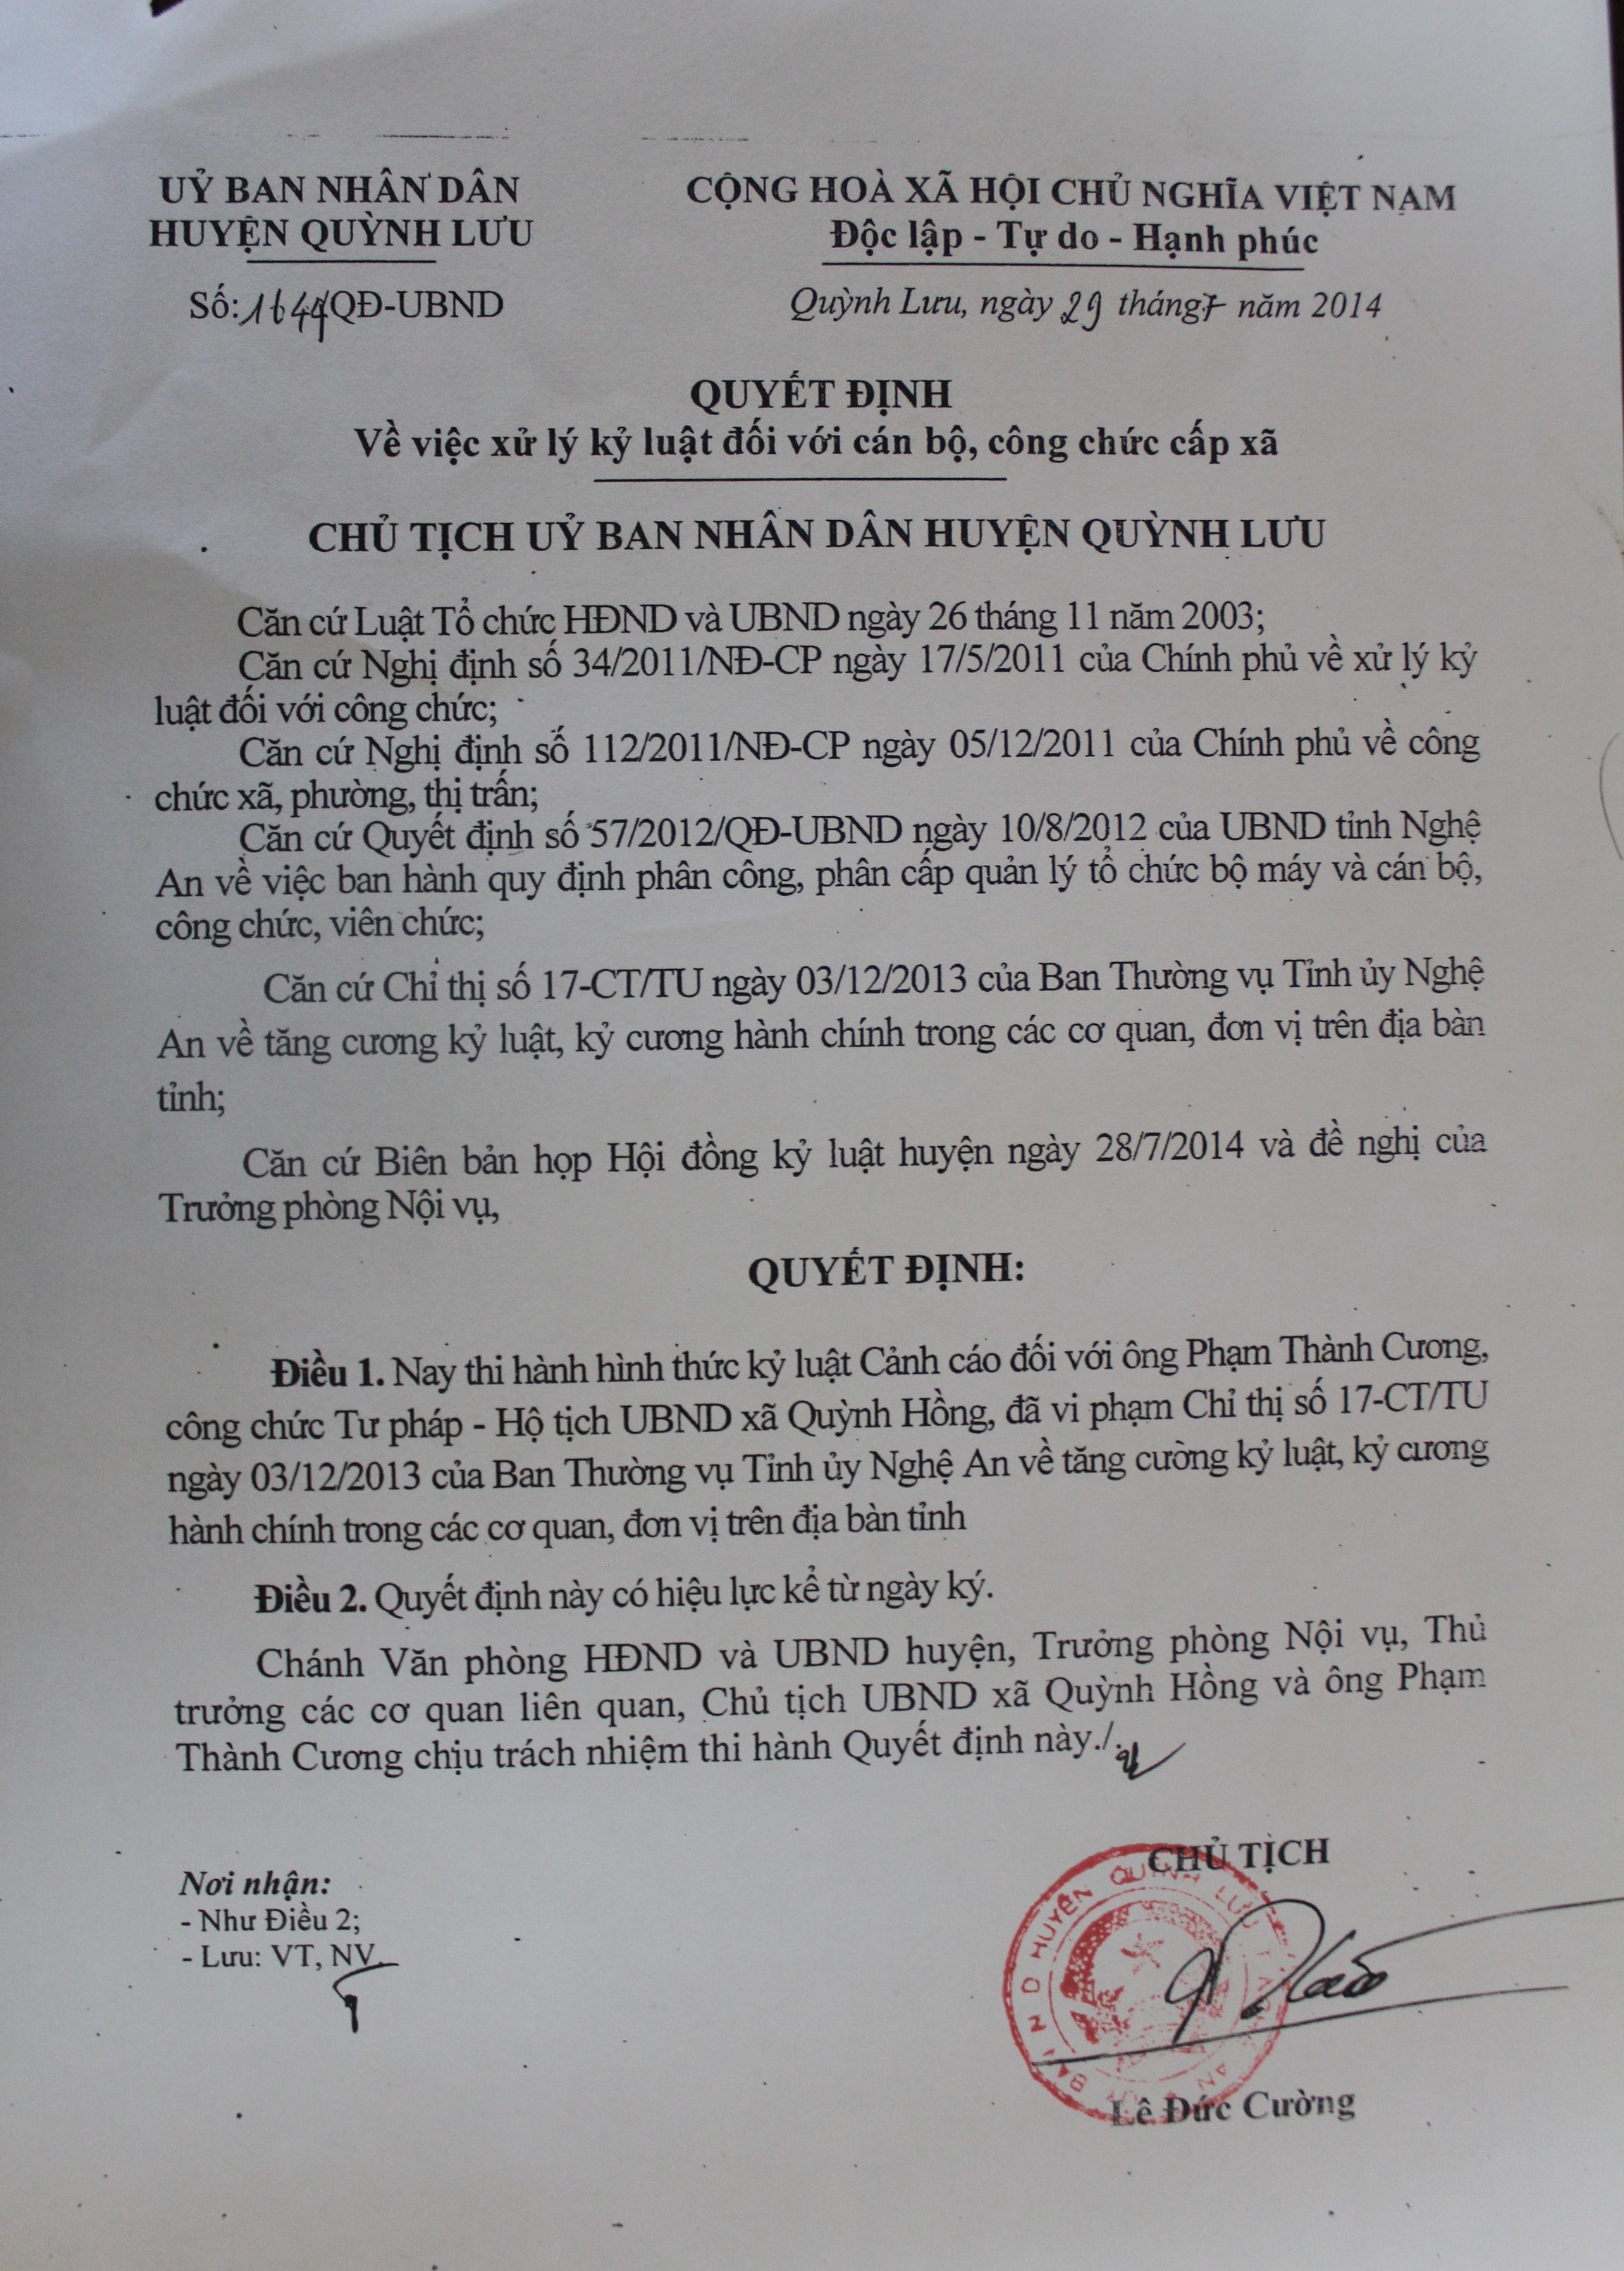 UỶ BAN NHÂN DÂN
HUYỆN QUỲNH LƯU
CỘNG HOÀ XÃ HỘI CHỦ NGHĨA VIỆT NAM
Độc lập - Tự do - Hạnh phúc
Số: 1644/QĐ-UBND
Quỳnh Lưu, ngày 29 tháng 7 năm 2014
QUYẾT ĐỊNH
Về việc xử lý kỷ luật đối với cán bộ, công chức cấp xã
CHỦ TỊCH UỶ BAN NHÂN DÂN HUYỆN QUỲNH LƯU
Căn cứ Luật Tổ chức HĐND và UBND ngày 26 tháng 11 năm 2003;
Căn cứ Nghị định số 34/2011/NĐ-CP ngày 17/5/2011 của Chính phủ về xử lý kỷ
luật đối với công chức;
Căn cứ Nghị định số 112/2011/NĐ-CP ngày 05/12/2011 của Chính phủ về công
chức xã, phường, thị trấn;
Căn cứ Quyết định số 57/2012/QĐ-UBND ngày 10/8/2012 của UBND tỉnh Nghệ
An về việc ban hành quy định phân công, phân cấp quản lý tổ chức bộ máy và cán bộ,
công chức, viên chức;
Căn cứ Chỉ thị số 17-CT/TU ngày 03/12/2013 của Ban Thường vụ Tỉnh ủy Nghệ
An về tăng cương kỷ luật, kỷ cương hành chính trong các cơ quan, đơn vị trên địa bàn
tỉnh;
Căn cứ Biên bản họp Hội đồng kỷ luật huyện ngày 28/7/2014 và đề nghị của
Trưởng phòng Nội vụ,
QUYẾT ĐỊNH:
Điều 1. Nay thi hành hình thức kỷ luật Cảnh cáo đối với ông Phạm Thành Cương,
công chức Tư pháp - Hộ tịch UBND xã Quỳnh Hồng, đã vi phạm Chỉ thị số 17-CT/TU
ngày 03/12/2013 của Ban Thường vụ Tỉnh ủy Nghệ An về tăng cường kỷ luật, kỷ cương
hành chính trong các cơ quan, đơn vị trên địa bàn tỉnh
Điều 2. Quyết định này có hiệu lực kể từ ngày ký.
Chánh Văn phòng HĐND và UBND huyện, Trưởng phòng Nội vụ, Thủ
trưởng các cơ quan liên quan, Chủ tịch UBND xã Quỳnh Hồng và ông Phạm
Thành Cương chịu trách nhiệm thi hành Quyết định này./.
Nơi nhận:
- Như Điều 2;
- Lưu: VT, NV.
CHỦ TỊCH
HUYỆN QUỲNH LƯU
Lê Đức Cường